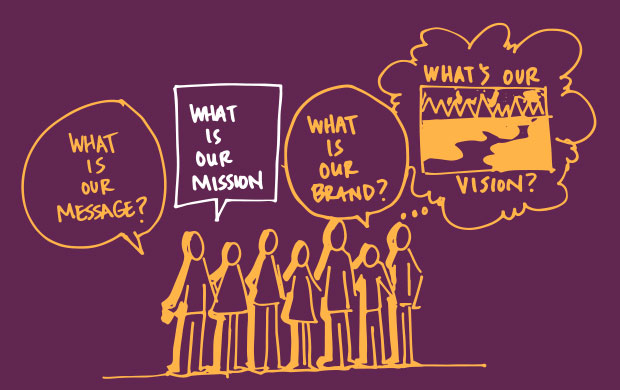 WHAT
IS
OUR
MESSAGE?
WHAT
IS
OUR
MISSION
WHAT
IS
OUR
BRAND?
WHAT'S OUR
VISION?